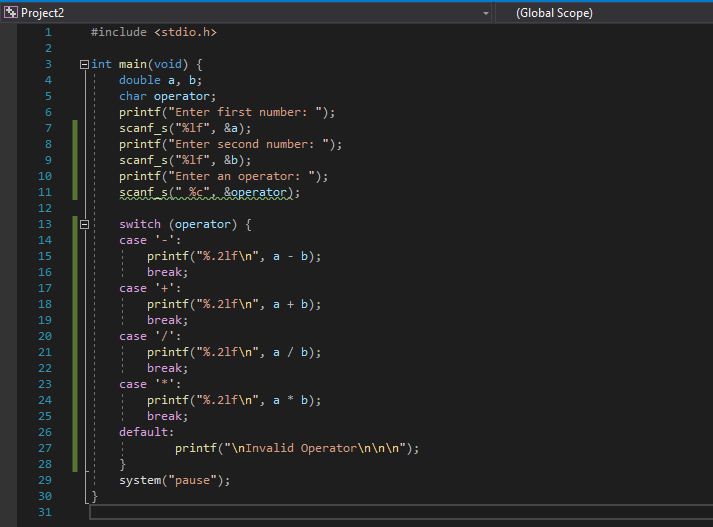 Project2 (Global Scope)
1 #include <stdio.h>
2
3 int main(void) {
4 double a, b;
5 char operator;
6 printf("Enter first number: ");
7 scanf_s("%lf", &a);
8 printf("Enter second number: ");
9 scanf_s("%lf", &b);
10 printf("Enter an operator: ");
11 scanf_s(" %c", &operator);
12
13 switch (operator) {
14 case '-':
15 printf("%.2lf\n", a - b);
16 break;
17 case '+':
18 printf("%.2lf\n", a + b);
19 break;
20 case '/':
21 printf("%.2lf\n", a / b);
22 break;
23 case '*':
24 printf("%.2lf\n", a * b);
25 break;
26 default:
27 printf("\nInvalid Operator\n\n\n");
28 }
29 system("pause");
30 }
31